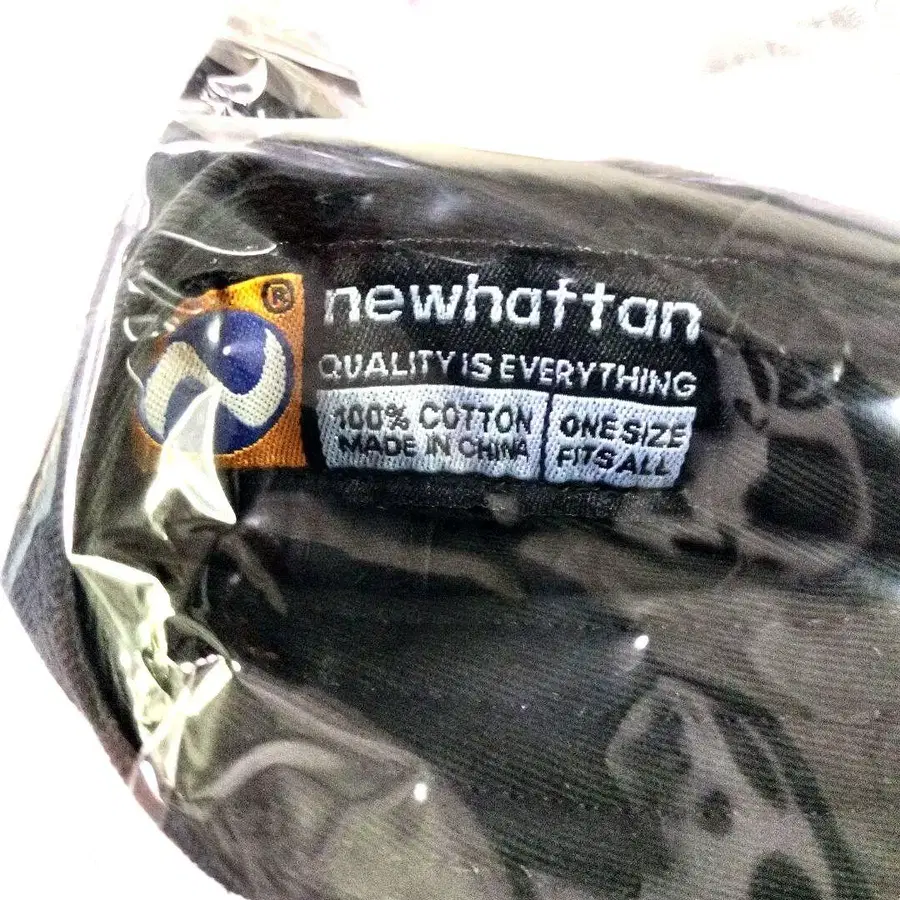 ®
newhattan
QUALITY IS EVERYTHING
100% COTTON
MADE IN CHINA
ONE SIZE
FITS ALL